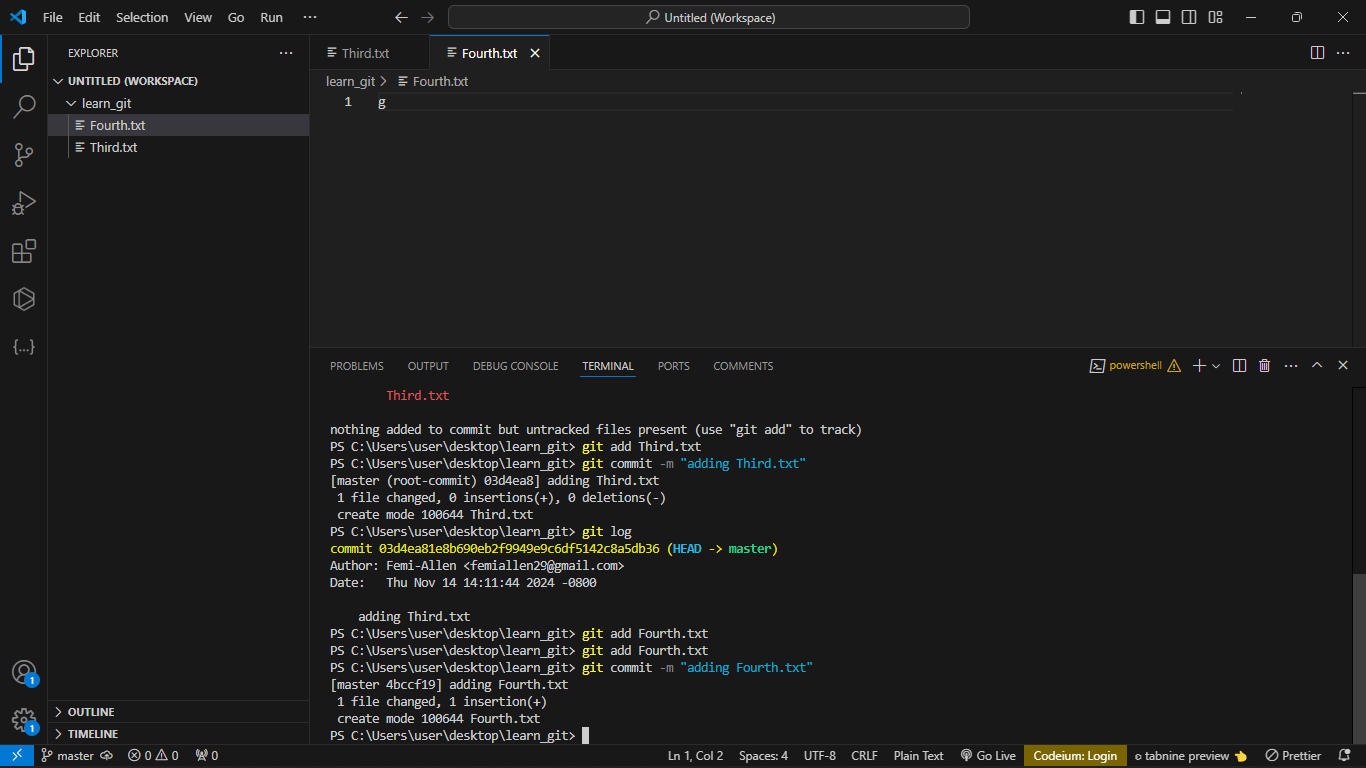 File Edit Selection View Go Run ··· Untitled (Workspace)
EXPLORER ···
UNTITLED (WORKSPACE)
learn_git
Fourth.txt
Third.txt
OUTLINE
TIMELINE
Third.txt Fourth.txt
learn_git > Fourth.txt
1 g
PROBLEMS OUTPUT DEBUG CONSOLE TERMINAL PORTS COMMENTS powershell
Third.txt
nothing added to commit but untracked files present (use "git add" to track)
PS C:\Users\user\desktop\learn_git> git add Third.txt
PS C:\Users\user\desktop\learn_git> git commit -m "adding Third.txt"
[master (root-commit) 03d4ea8] adding Third.txt
1 file changed, 0 insertions(+), 0 deletions(-)
create mode 100644 Third.txt
PS C:\Users\user\desktop\learn_git> git log
commit 03d4ea81e8b690eb2f9949e9c6df5142c8a5db36 (HEAD -> master)
Author: Femi-Allen <femiallen29@gmail.com>
Date: Thu Nov 14 14:11:44 2024 -0800
adding Third.txt
PS C:\Users\user\desktop\learn_git> git add Fourth.txt
PS C:\Users\user\desktop\learn_git> git add Fourth.txt
PS C:\Users\user\desktop\learn_git> git commit -m "adding Fourth.txt"
[master 4bccf19] adding Fourth.txt
1 file changed, 1 insertion(+)
create mode 100644 Fourth.txt
PS C:\Users\user\desktop\learn_git>
1
1
master 0 0 0 Ln 1, Col 2 Spaces: 4 UTF-8 CRLF Plain Text Go Live Codeium: Login tabnine preview Prettier